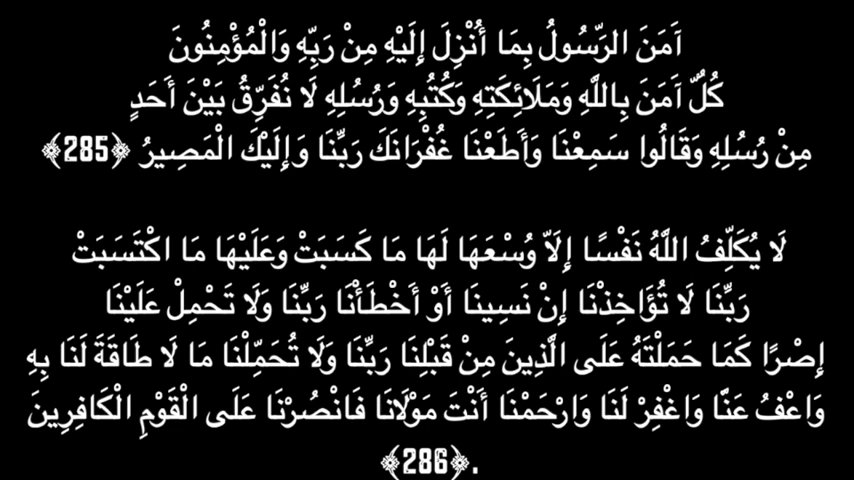 آمَنَ الرَّسُولُ بِمَا أُنْزِلَ إِلَيْهِ مِنْ رَبِّهِ وَالْمُؤْمِنُونَ
كُلٌّ آمَنَ بِاللَّهِ وَمَلَائِكَتِهِ وَكُتُبِهِ وَرُسُلِهِ لَا نُفَرِّقُ بَيْنَ أَحَدٍ
مِنْ رُسُلِهِ وَقَالُوا سَمِعْنَا وَأَطَعْنَا غُفْرَانَكَ رَبَّنَا وَإِلَيْكَ الْمَصِيرُ ﴿285﴾
لَا يُكَلِّفُ اللَّهُ نَفْسًا إِلَّا وُسْعَهَا لَهَا مَا كَسَبَتْ وَعَلَيْهَا مَا اكْتَسَبَتْ
رَبَّنَا لَا تُؤَاخِذْنَا إِنْ نَسِينَا أَوْ أَخْطَأْنَا رَبَّنَا وَلَا تَحْمِلْ عَلَيْنَا
إِصْرًا كَمَا حَمَلْتَهُ عَلَى الَّذِينَ مِنْ قَبْلِنَا رَبَّنَا وَلَا تُحَمِّلْنَا مَا لَا طَاقَةَ لَنَا بِهِ
وَاعْفُ عَنَّا وَاغْفِرْ لَنَا وَارْحَمْنَا أَنْتَ مَوْلَانَا فَانْصُرْنَا عَلَى الْقَوْمِ الْكَافِرِينَ
﴿286﴾.